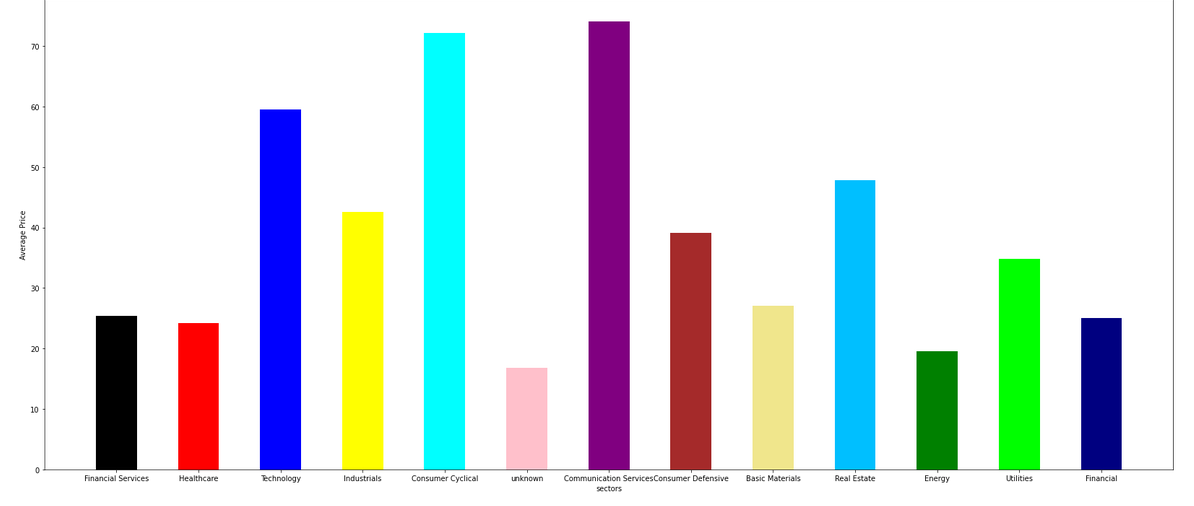 70
60
50
40
30
20
10
0
Average Price
Financial Services Healthcare Technology Industrials Consumer Cyclical unknown Communication Services Consumer Defensive Basic Materials Real Estate Energy Utilities Financial
sectors